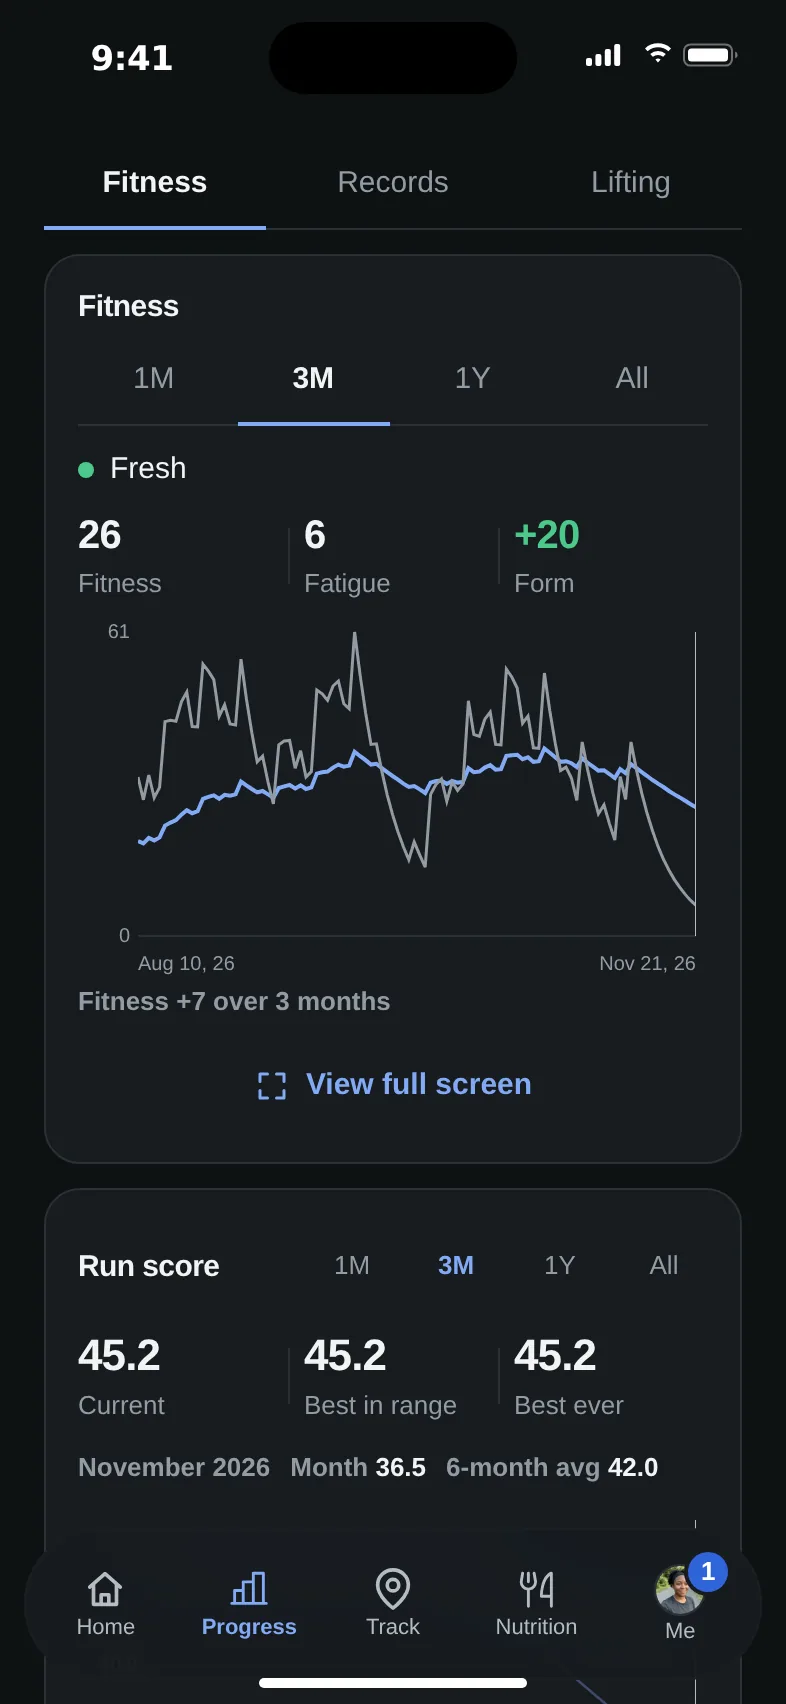 9:41
Fitness Records Lifting
Fitness
1M 3M 1Y All
Fresh
26 6 +20
Fitness Fatigue Form
61
0
Aug 10, 26 Nov 21, 26
Fitness +7 over 3 months
View full screen
Run score 1M 3M 1Y All
45.2 45.2 45.2
Current Best in range Best ever
November 2026 Month 36.5 6-month avg 42.0
1
Home Progress Track Nutrition Me